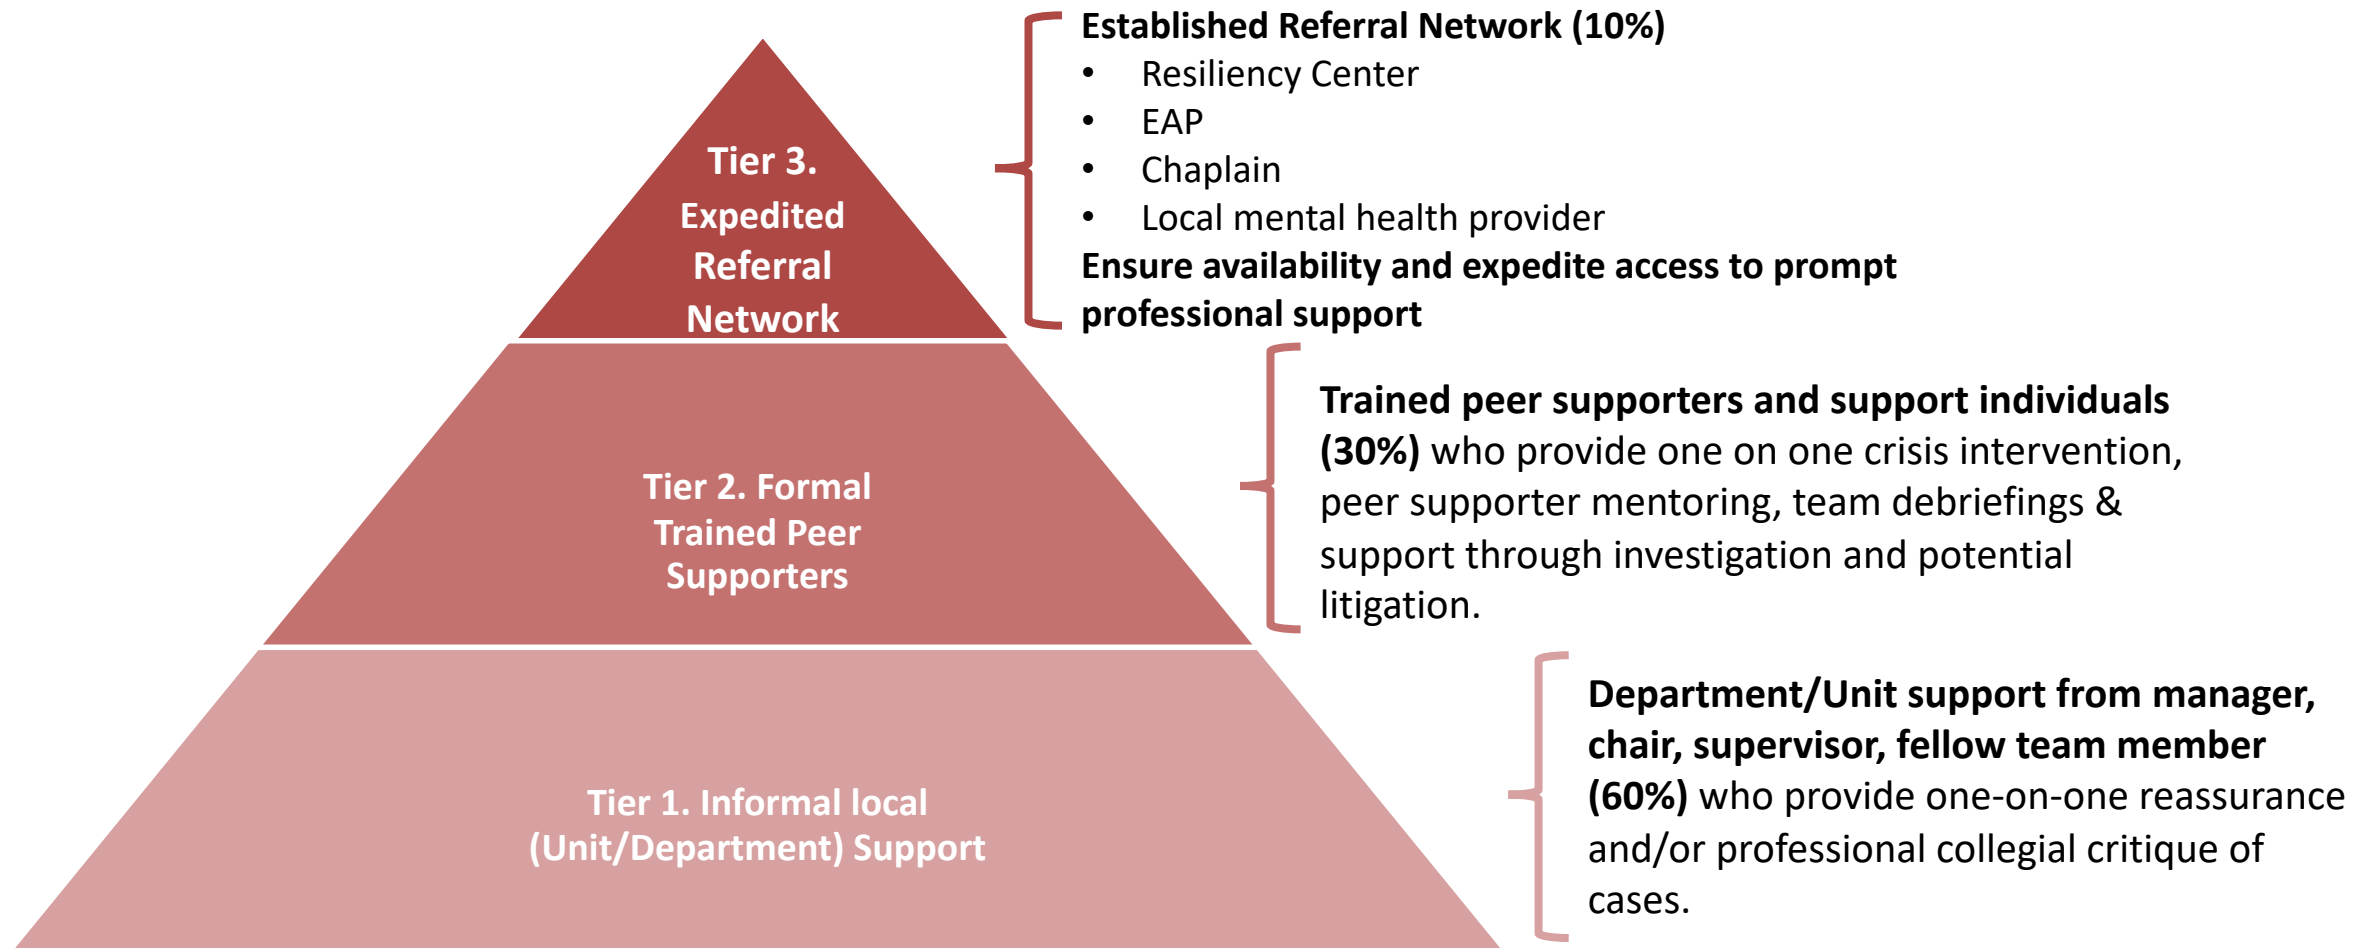 Tier 3.
Expedited
Referral
Network
Established Referral Network (10%)
• Resiliency Center
• EAP
• Chaplain
• Local mental health provider
Ensure availability and expedite access to prompt
professional support
Tier 2. Formal
Trained Peer
Supporters
Trained peer supporters and support individuals
(30%) who provide one on one crisis intervention,
peer supporter mentoring, team debriefings &
support through investigation and potential
litigation.
Tier 1. Informal local
(Unit/Department) Support
Department/Unit support from manager,
chair, supervisor, fellow team member
(60%) who provide one-on-one reassurance
and/or professional collegial critique of
cases.